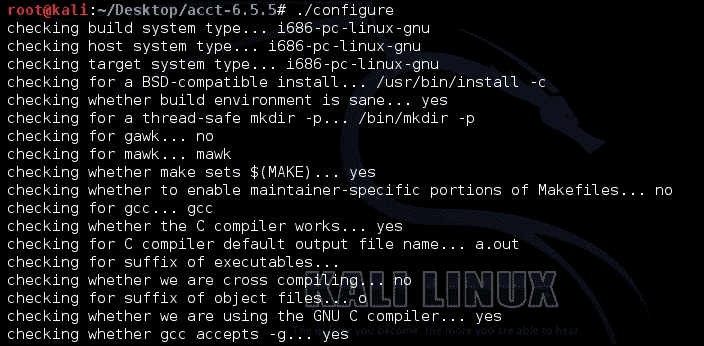 root@kali:~/Desktop/acct-6.5.5# ./configure
checking build system type... i686-pc-linux-gnu
checking host system type... i686-pc-linux-gnu
checking target system type... i686-pc-linux-gnu
checking for a BSD-compatible install... /usr/bin/install -c
checking whether build environment is sane... yes
checking for a thread-safe mkdir -p... /bin/mkdir -p
checking for gawk... no
checking for mawk... mawk
checking whether make sets $(MAKE)... yes
checking whether to enable maintainer-specific portions of Makefiles... no
checking for gcc... gcc
checking whether the C compiler works... yes
checking for C compiler default output file name... a.out
checking for suffix of executables...
checking whether we are cross compiling... no
checking for suffix of object files... o
checking whether we are using the GNU C compiler... yes
checking whether gcc accepts -g... yes
KALI LINUX
you become, the more you are able to hear.